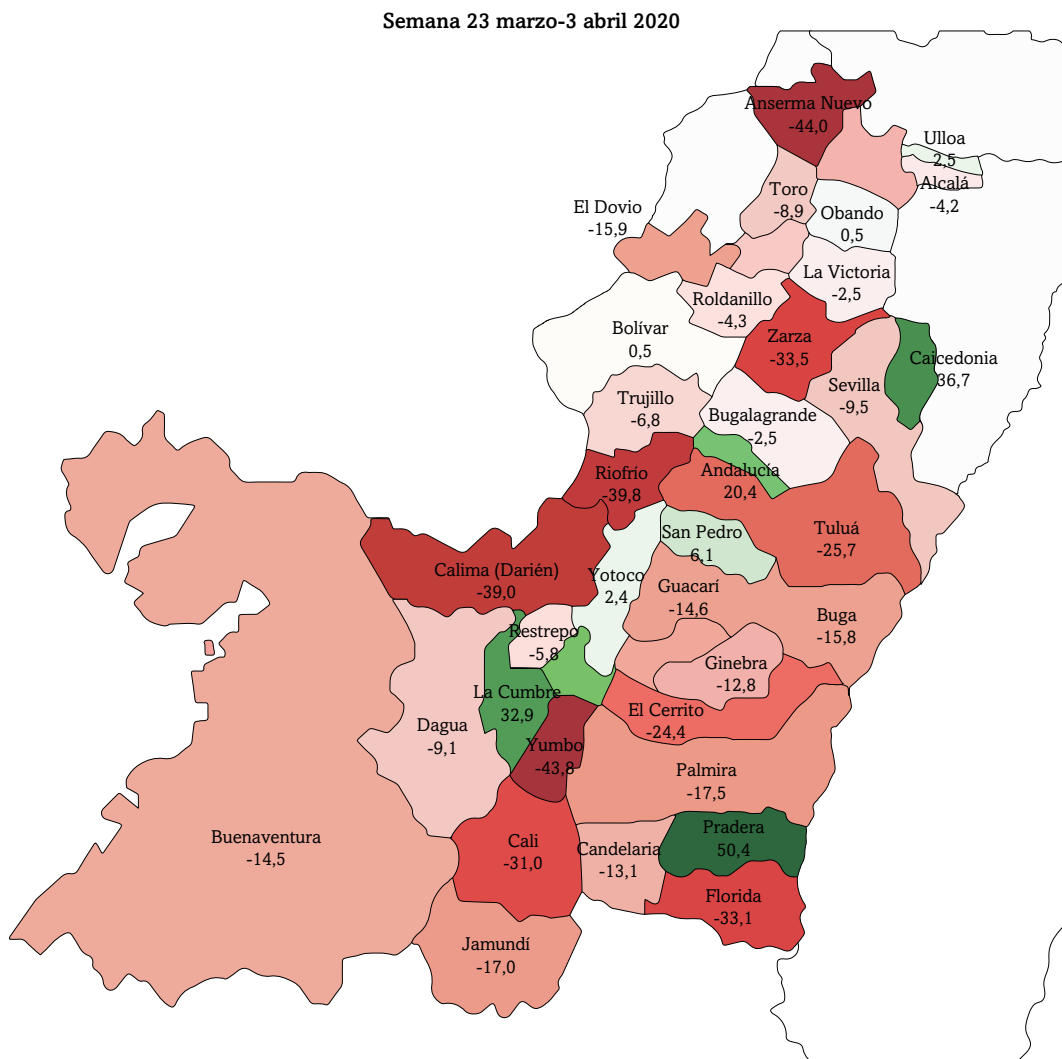 Semana 23 marzo-3 abril 2020
Anserma Nuevo
-44,0
Ulloa
2,5
Alcalá
-4,2
Toro
-8,9
El Dovio
-15,9
Obando
0,5
La Victoria
-2,5
Roldanillo
-4,3
Bolívar
0,5
Zarza
-33,5
Caicedonia
36,7
Sevilla
-9,5
Trujillo
-6,8
Bugalagrande
-2,5
Riofrio
-39,8
Andalucía
20,4
Tuluá
-25,7
San Pedro
6,1
Calima (Darién)
-39,0
Yotoco
2,4
Guacarí
-14,6
Buga
-15,8
Restrepo
-5,8
Ginebra
-12,8
La Cumbre
32,9
El Cerrito
-24,4
Dagua
-9,1
Yumbo
-43,8
Palmira
-17,5
Buenaventura
-14,5
Cali
-31,0
Candelaria
-13,1
Pradera
50,4
Florida
-33,1
Jamundí
-17,0